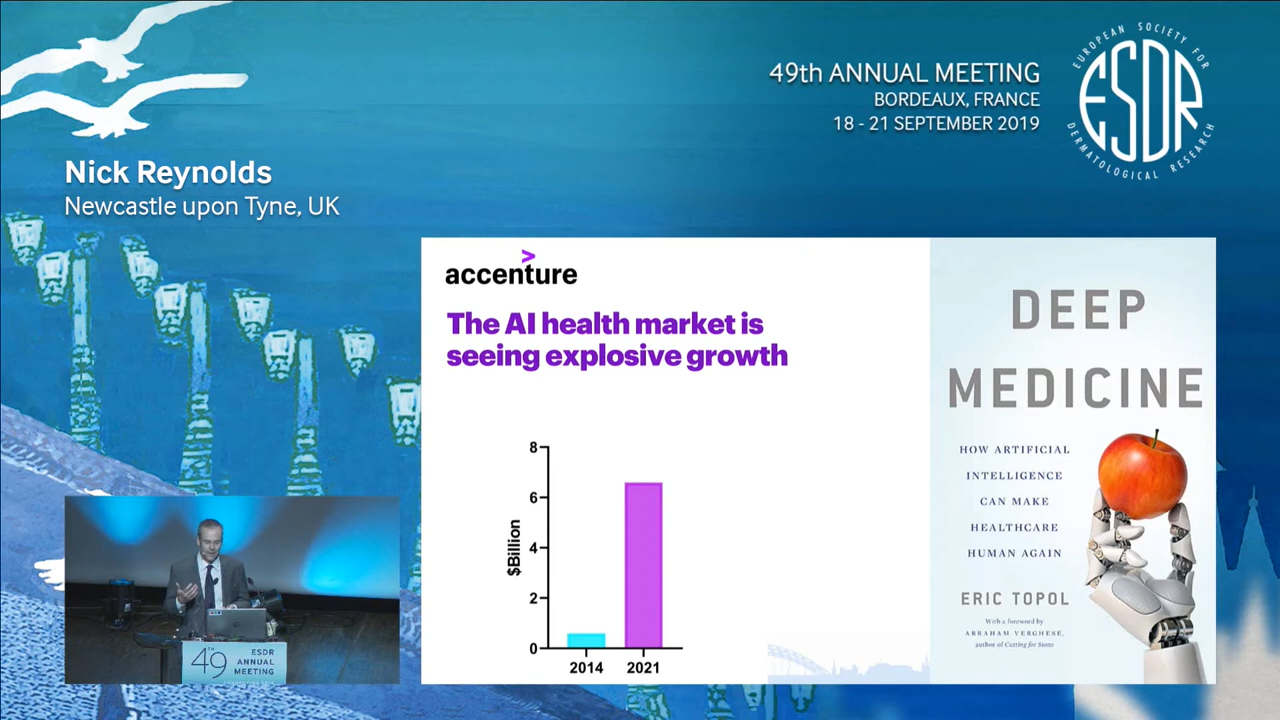 49th ANNUAL MEETING
BORDEAUX, FRANCE
18 - 21 SEPTEMBER 2019
EUROPEAN SOCIETY FOR
ESDR
DERMATOLOGICAL RESEARCH
Nick Reynolds
Newcastle upon Tyne, UK
>
accenture
The AI health market is
seeing explosive growth
8
6
4
2
0
$Billion
2014
2021
DEEP
MEDICINE
HOW ARTIFICIAL
INTELLIGENCE
CAN MAKE
HEALTHCARE
HUMAN AGAIN
ERIC TOPOL
With a foreword by
ABRAHAM VERGHESE,
author of Cutting for Stone
49TH
ESDR
ANNUAL
MEETING